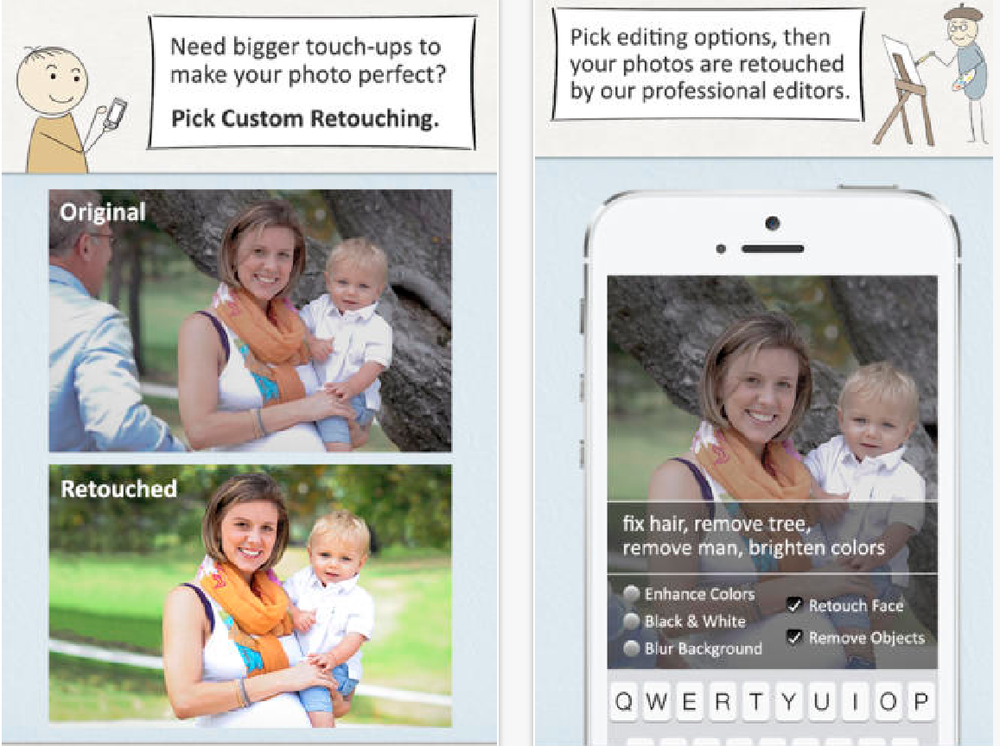 Need bigger touch-ups to
make your photo perfect?
Pick Custom Retouching.
Original
Retouched
Pick editing options, then
your photos are retouched
by our professional editors.
fix hair, remove tree,
remove man, brighten colors
Enhance Colors
Black & White
Blur Background
Retouch Face
Remove Objects
Q W E R T Y U I O P